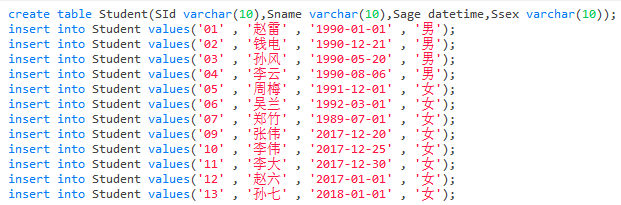 create table Student(SId varchar(10),Sname varchar(10),Sage datetime,Ssex varchar(10));
insert into Student values('01' , '赵雷' , '1990-01-01' , '男');
insert into Student values('02' , '钱电' , '1990-12-21' , '男');
insert into Student values('03' , '孙风' , '1990-05-20' , '男');
insert into Student values('04' , '李云' , '1990-08-06' , '男');
insert into Student values('05' , '周梅' , '1991-12-01' , '女');
insert into Student values('06' , '吴兰' , '1992-03-01' , '女');
insert into Student values('07' , '郑竹' , '1989-07-01' , '女');
insert into Student values('09' , '张伟' , '2017-12-20' , '女');
insert into Student values('10' , '李伟' , '2017-12-25' , '女');
insert into Student values('11' , '李大' , '2017-12-30' , '女');
insert into Student values('12' , '赵六' , '2017-01-01' , '女');
insert into Student values('13' , '孙七' , '2018-01-01' , '女');